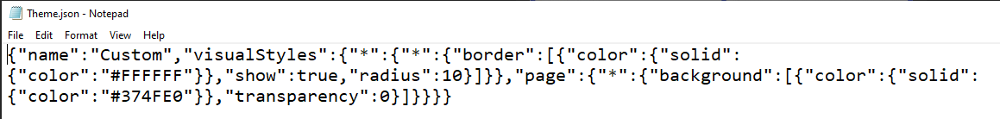 Theme.json - Notepad
File Edit Format View Help
{"name":"Custom","visualStyles":{"*":{"*":{"border":[{"color":{"solid":
{"color":"#FFFFFF"}},"show":true,"radius":10}]}},"page":{"*":{"background":[{"color":{"solid":
{"color":"#374FE0"}},"transparency":0}]}}}}